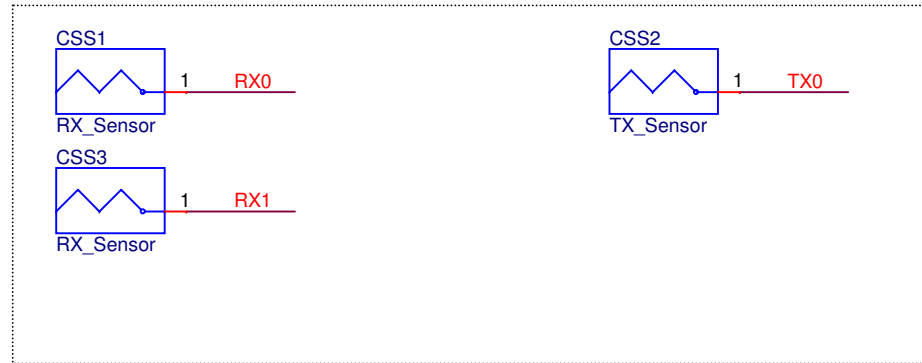 CSS1
1 RX0
RX_Sensor
CSS3
1 RX1
RX_Sensor
CSS2
1 TX0
TX_Sensor